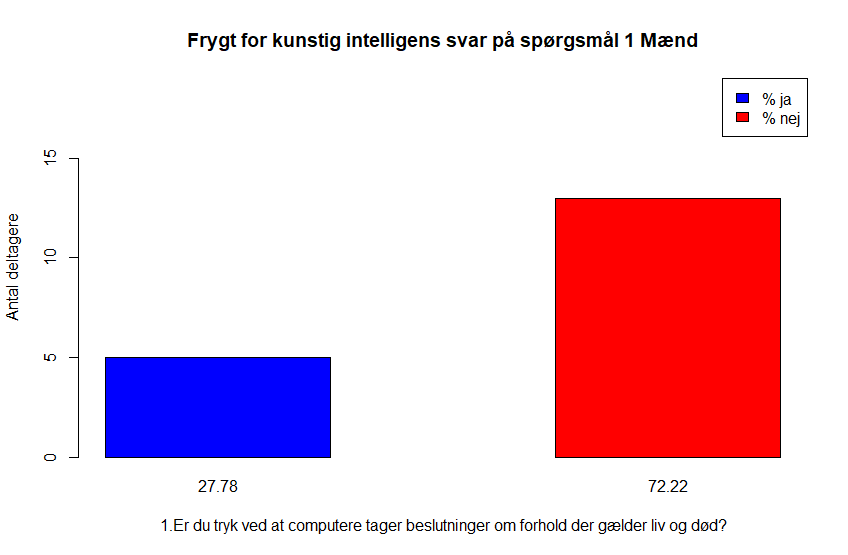 Frygt for kunstig intelligens svar på spørgsmål 1 Mænd
% ja
% nej
Antal deltagere
15
10
5
0
27.78
72.22
1.Er du tryk ved at computere tager beslutninger om forhold der gælder liv og død?